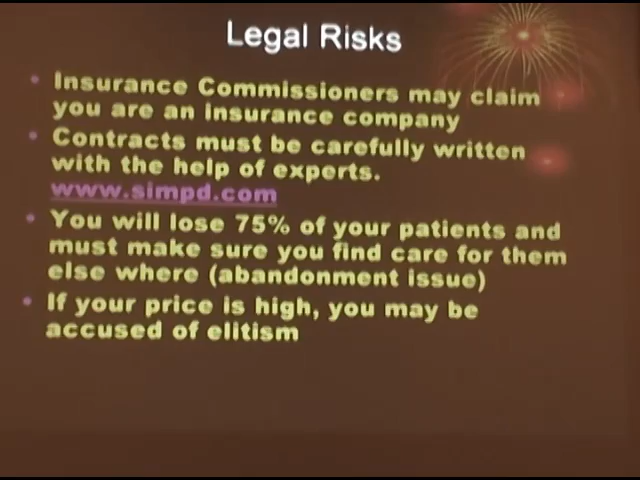 Legal Risks
• Insurance Commissioners may claim
you are an insurance company
• Contracts must be carefully written
with the help of experts.
www.simpd.com
• You will lose 75% of your patients and
must make sure you find care for them
else where (abandonment issue)
• If your price is high, you may be
accused of elitism